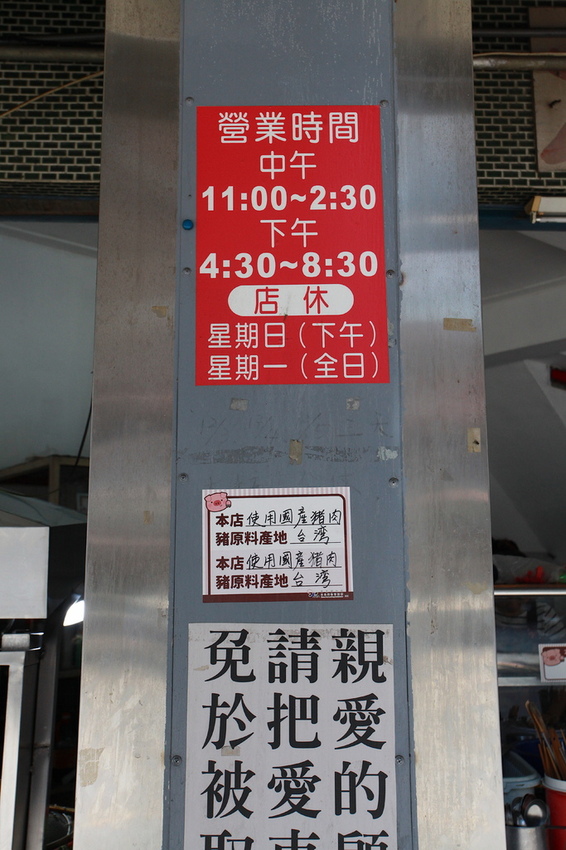 營業時間
中午
11:00~2:30
下午
4:30~8:30
店休
星期日(下午)
星期一(全日)
本店使用國產豬肉
豬原料產地 台灣
本店使用國產豬肉
豬原料產地 台灣
親愛的顧
請把愛車
免於被取